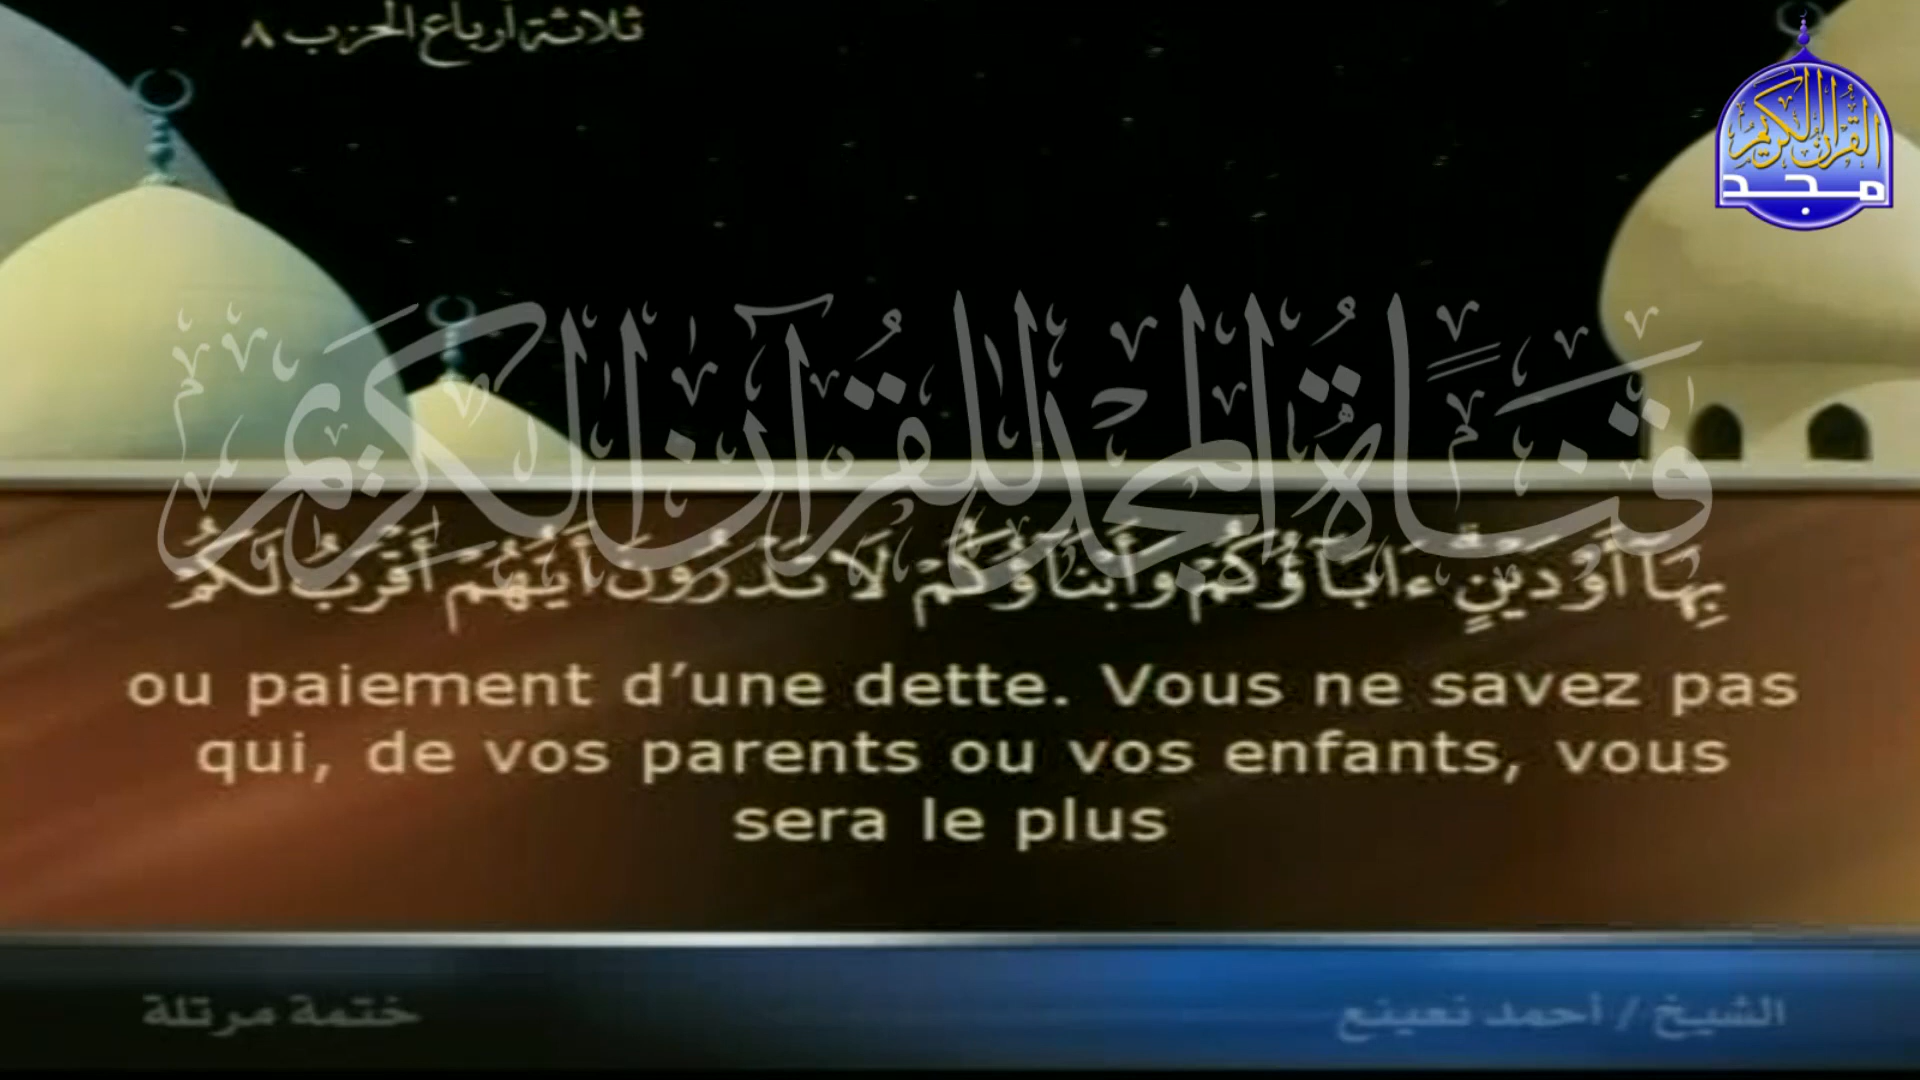 ثلاثة أرباع الحزب ٨
القرآن الكريم
مجد
قناة المجد للقرآن الكريم
بِهَآ أَوْ دَيْنٍ ۗ ءَابَآؤُكُمْ وَأَبْنَآؤُكُمْ لَا تَدْرُونَ أَيُّهُمْ أَقْرَبُ لَكُمْ
ou paiement d’une dette. Vous ne savez pas
qui, de vos parents ou vos enfants, vous
sera le plus
الشيخ / أحمد نعينع
ختمة مرتلة